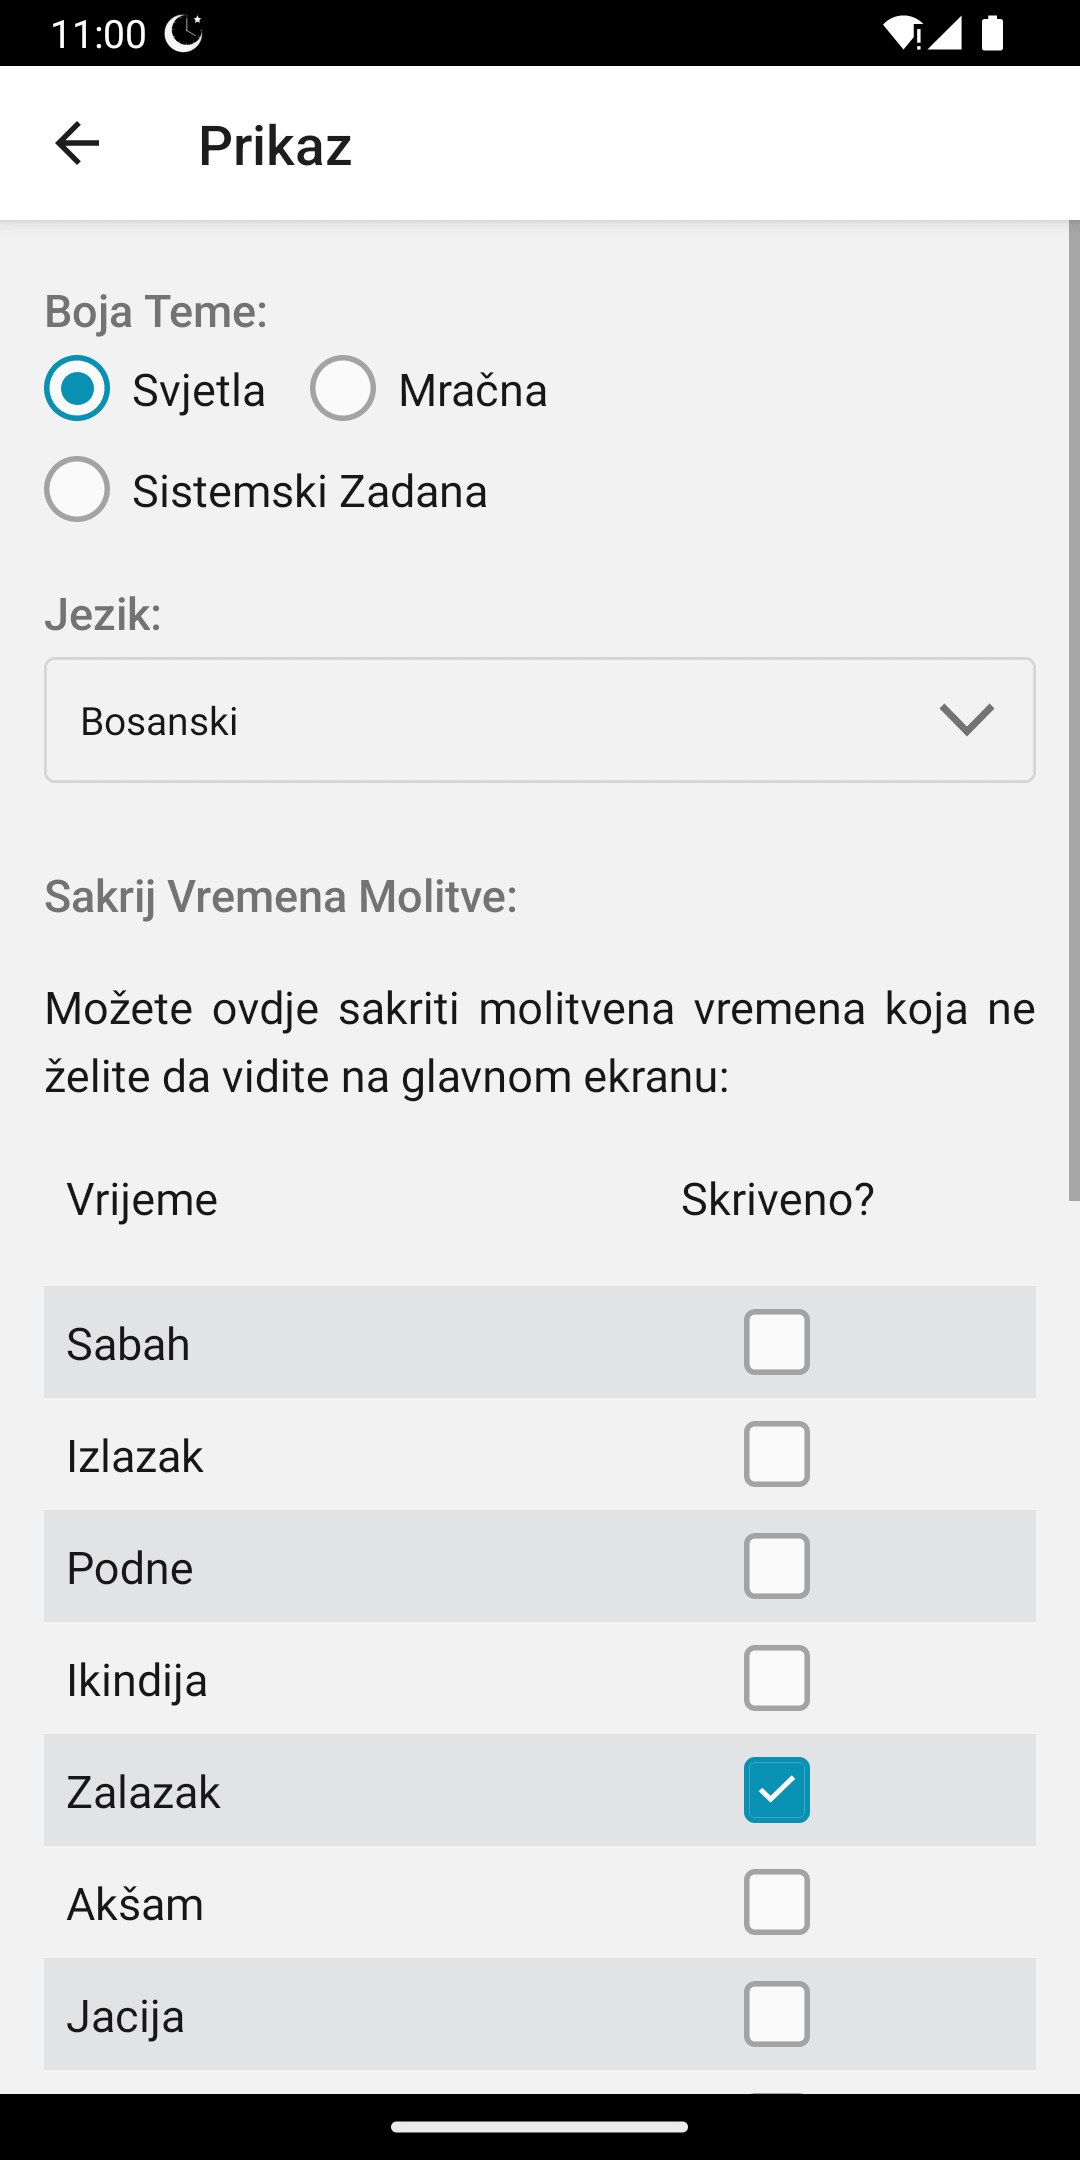 11:00
Prikaz
Boja Teme:
Svjetla Mračna
Sistemski Zadana
Jezik:
Bosanski
Sakrij Vremena Molitve:
Možete ovdje sakriti molitvena vremena koja ne
želite da vidite na glavnom ekranu:
Vrijeme Skriveno?
Sabah
Izlazak
Podne
Ikindija
Zalazak
Akšam
Jacija